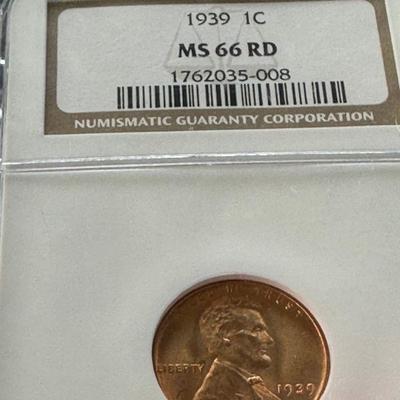 1939 1C
MS 66 RD
1762035-008
NUMISMATIC GUARANTY CORPORATION
LIBERTY
1939